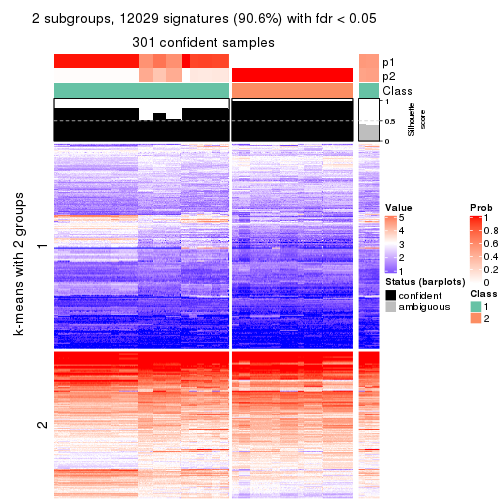 2 subgroups, 12029 signatures (90.6%) with fdr < 0.05
301 confident samples
p1
p2
Class
1
0.5
0
Silhouette
score
k-means with 2 groups
1
2
Value
5
4
3
2
1
Status (barplots)
confident
ambiguous
Prob
1
0.8
0.6
0.4
0.2
0
Class
1
2